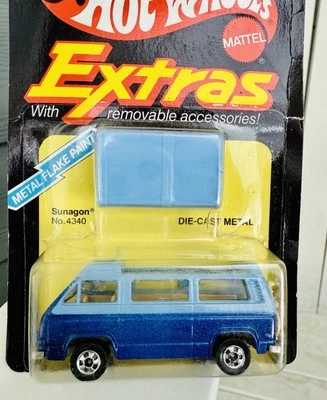 Hot Wheels
MATTEL
Extras
With removable accessories!
METAL FLAKE PAINT
Sunagon®
No.4340
DIE-CAST METAL